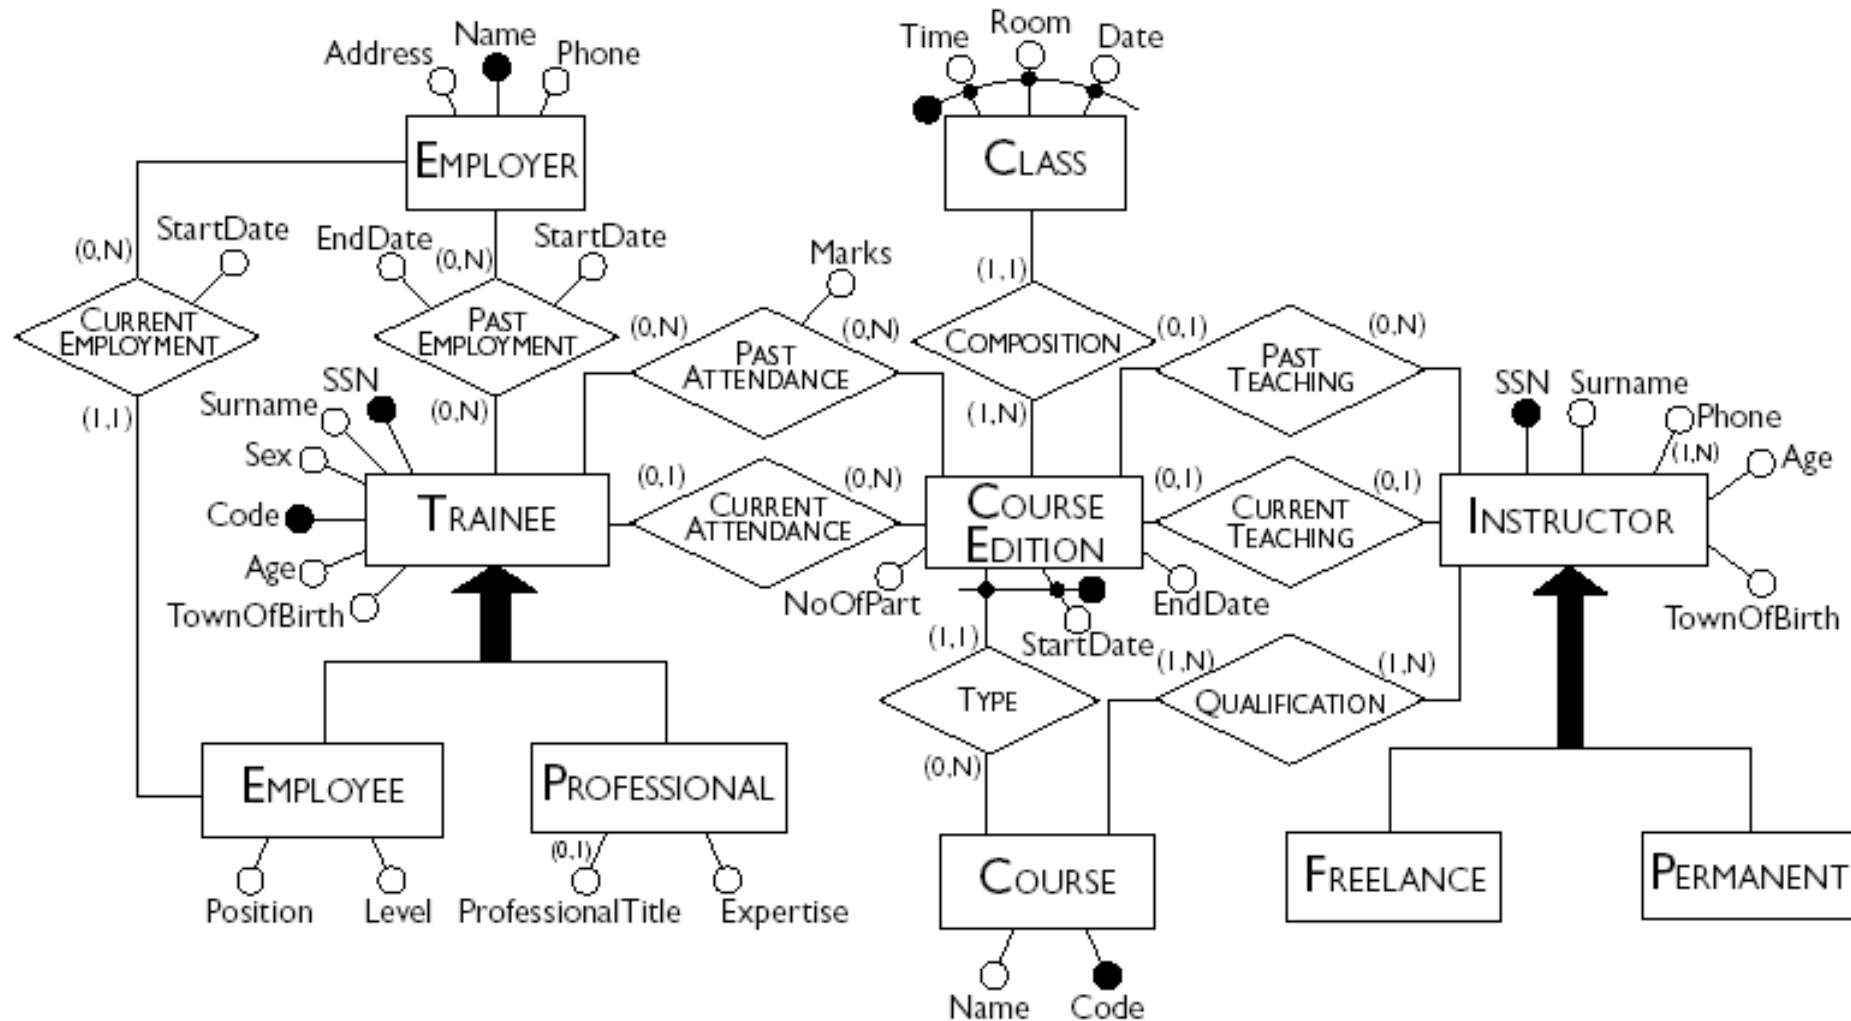 Name
Room
Time
Date
Address
Phone
EMPLOYER
CLASS
StartDate
EndDate
StartDate
(0,N)
(0,N)
Marks
(1,1)
CURRENT
EMPLOYMENT
PAST
EMPLOYMENT
(0,N)
(0,N)
COMPOSITION
(0,1)
(0,N)
PAST
ATTENDANCE
PAST
TEACHING
SSN
Surname
(1,1)
(0,N)
(1,N)
SSN
Surname
Phone
(1,N)
Sex
Age
(0,1)
(0,N)
(0,1)
(0,1)
Code
TRAINEE
CURRENT
ATTENDANCE
COURSE
EDITION
CURRENT
TEACHING
INSTRUCTOR
Age
TownOfBirth
NoOfPart
EndDate
TownOfBirth
StartDate
(1,1)
(1,N)
(1,N)
TYPE
QUALIFICATION
(0,N)
EMPLOYEE
PROFESSIONAL
(0,1)
COURSE
FREELANCE
PERMANENT
Position
Level
ProfessionalTitle
Expertise
Name
Code